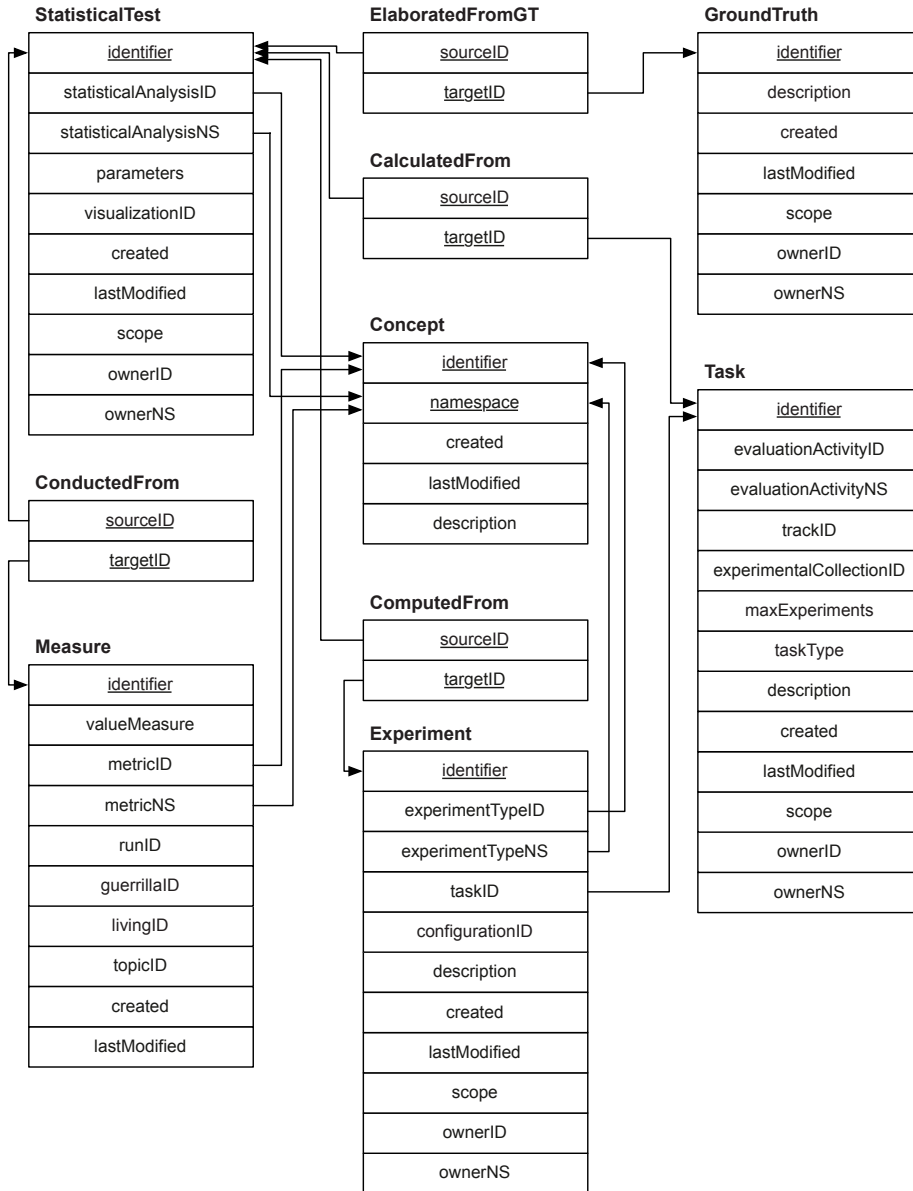 StatisticalTest
identifier
statisticalAnalysisID
statisticalAnalysisNS
parameters
visualizationID
created
lastModified
scope
ownerID
ownerNS
ConductedFrom
sourceID
targetID
Measure
identifier
valueMeasure
metricID
metricNS
runID
guerrillaID
livingID
topicID
created
lastModified
ElaboratedFromGT
sourceID
targetID
CalculatedFrom
sourceID
targetID
Concept
identifier
namespace
created
lastModified
description
ComputedFrom
sourceID
targetID
Experiment
identifier
experimentTypeID
experimentTypeNS
taskID
configurationID
description
created
lastModified
scope
ownerID
ownerNS
GroundTruth
identifier
description
created
lastModified
scope
ownerID
ownerNS
Task
identifier
evaluationActivityID
evaluationActivityNS
trackID
experimentalCollectionID
maxExperiments
taskType
description
created
lastModified
scope
ownerID
ownerNS